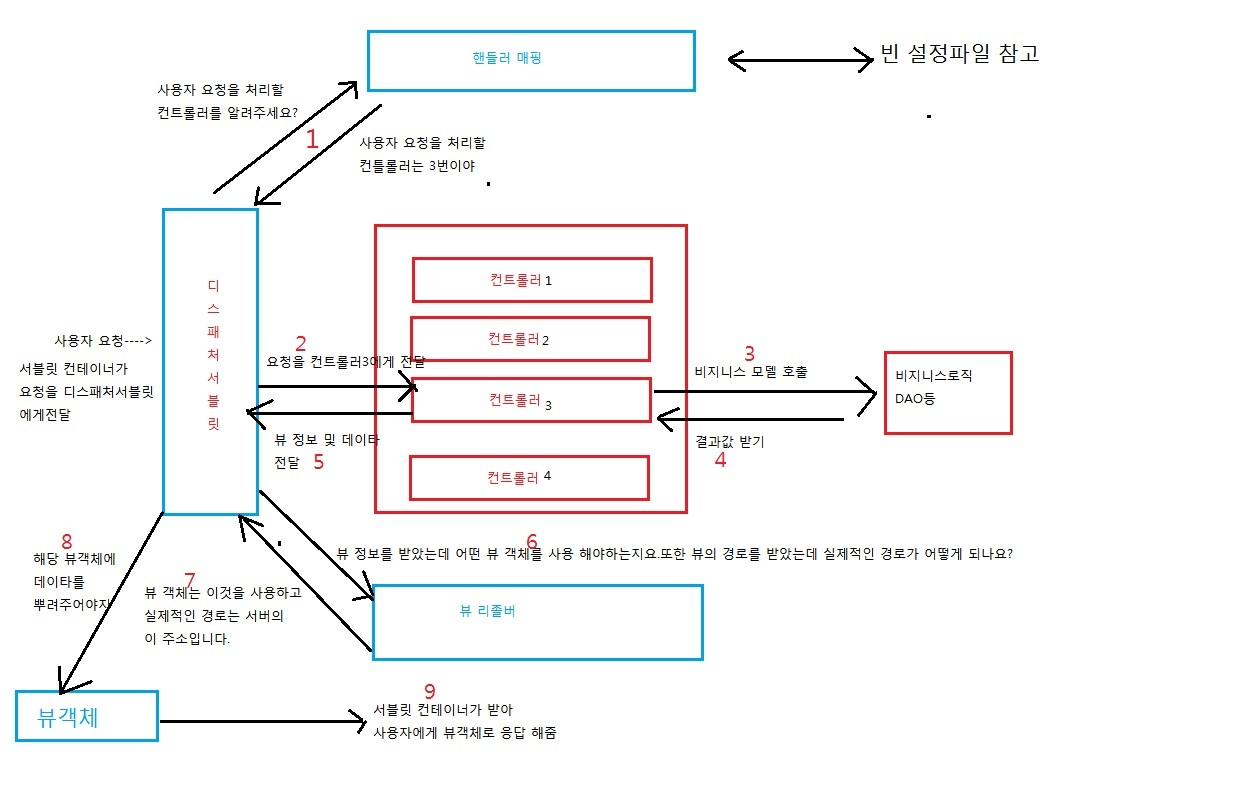 핸들러 매핑
빈 설정파일 참고
사용자 요청을 처리할
컨트롤러를 알려주세요?
1
사용자 요청을 처리할
컨틀롤러는 3번이야
디
스
패
처
서
블
릿
컨트롤러 1
컨트롤러 2
컨트롤러 3
컨트롤러 4
사용자 요청---->
서블릿 컨테이너가
요청을 디스패처서블릿
에게전달
2
요청을 컨트롤러3에게 전달
3
비지니스 모델 호출
비지니스로직
DAO등
결과값 받기
4
뷰 정보 및 데이타
전달 5
6
뷰 정보를 받았는데 어떤 뷰 객체를 사용 해야하는지요.또한 뷰의 경로를 받았는데 실제적인 경로가 어떻게 되나요?
8
해당 뷰객체에
데이타를
뿌려주어야지
7
뷰 객체는 이것을 사용하고
실제적인 경로는 서버의
이 주소입니다.
뷰 리졸버
뷰객체
9
서블릿 컨테이너가 받아
사용자에게 뷰객체로 응답 해줌